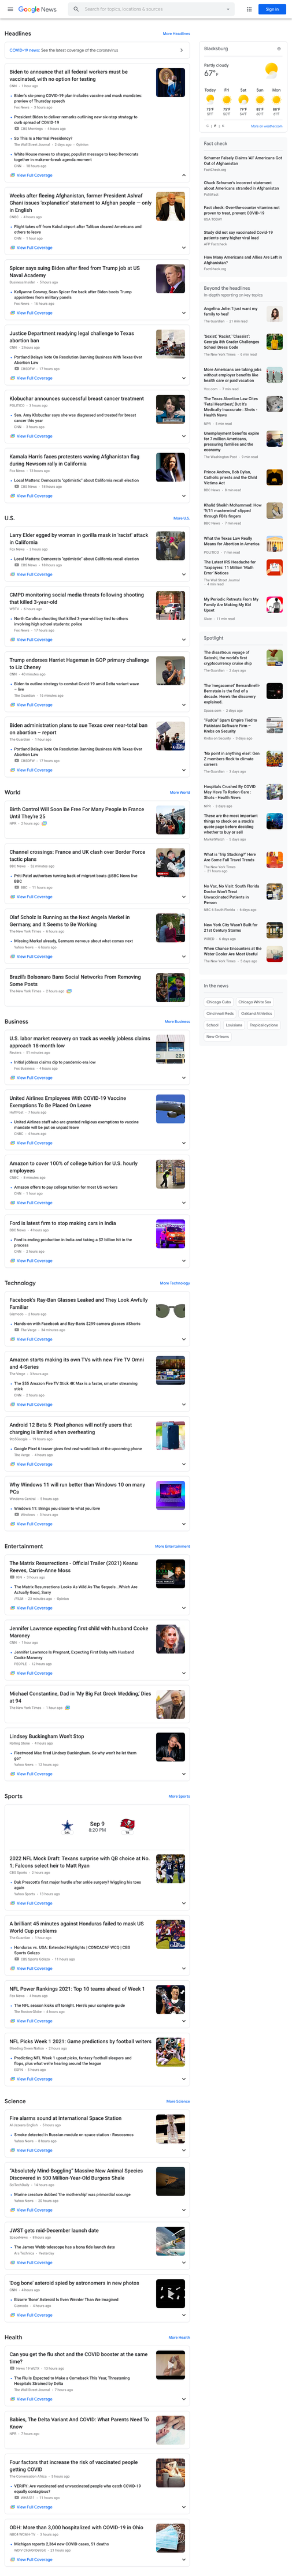 Google News
Search for topics, locations & sources
Sign in
Headlines
More Headlines
COVID-19 news: See the latest coverage of the coronavirus
Biden to announce that all federal workers must be
vaccinated, with no option for testing
CNN · 1 hour ago
Biden's six-prong COVID-19 plan includes vaccine and mask mandates:
preview of Thursday speech
President Biden to deliver remarks outlining new six-step strategy to
curb spread of COVID-19
So This Is a Normal Presidency?
White House moves to sharpen, populist message to keep Democrats
together in make-or-break agenda moment
View Full Coverage
Weeks after fleeing Afghanistan, former President Ashraf
Ghani issues 'explanation' statement to Afghan people — only
in English
Flight taken off from Kabul airport after Taliban cleared Americans and
others to leave
View Full Coverage
Spicer says suing Biden after fired from Trump job at US
Naval Academy
Kellyanne Conway, Sean Spicer fire back after Biden boots Trump
appointees from military panels
View Full Coverage
Justice Department readying legal challenge to Texas
abortion ban
Portland Delays Vote On Resolution Banning Business With Texas Over
Abortion Law
View Full Coverage
Klobuchar announces successful breast cancer treatment
Sen. Amy Klobuchar says she was diagnosed and treated for breast
cancer this year
View Full Coverage
Kamala Harris faces protesters waving Afghanistan flag
during Newsom rally in California
Local Matters: Democrats "optimistic" about California recall election
View Full Coverage
U.S.
More U.S.
Larry Elder egged by woman in gorilla mask in 'racist' attack
in California
Local Matters: Democrats "optimistic" about California recall election
View Full Coverage
CMPD monitoring social media threats following shooting
that killed 3-year-old
North Carolina shooting that killed 3-year-old boy tied to others
involving high school students: police
View Full Coverage
Trump endorses Harriet Hageman in GOP primary challenge
to Liz Cheney
Biden to outline strategy to combat Covid-19 amid Delta variant wave
– live
View Full Coverage
Biden administration plans to sue Texas over near-total ban
on abortion – report
Portland Delays Vote On Resolution Banning Business With Texas Over
Abortion Law
View Full Coverage
World
More World
Birth Control Will Soon Be Free For Many People In France
Until They're 25
Channel crossings: France and UK clash over Border Force
tactic plans
Priti Patel authorises turning back of migrant boats @BBC News live
BBC
View Full Coverage
Olaf Scholz Is Running as the Next Angela Merkel in
Germany, and It Seems to Be Working
Missing Merkel already, Germans nervous about what comes next
View Full Coverage
Brazil's Bolsonaro Bans Social Networks From Removing
Some Posts
Business
More Business
U.S. labor market recovery on track as weekly jobless claims
approach 18-month low
Initial jobless claims dip to pandemic-era low
View Full Coverage
United Airlines Employees With COVID-19 Vaccine
Exemptions To Be Placed On Leave
United Airlines staff who are granted religious exemptions to vaccine
mandate will be put on unpaid leave
View Full Coverage
Amazon to cover 100% of college tuition for U.S. hourly
employees
Amazon offers to pay college tuition for most US workers
View Full Coverage
Ford is latest firm to stop making cars in India
Ford is ending production in India and taking a $2 billion hit in the
process
View Full Coverage
Technology
More Technology
Facebook's Ray-Ban Glasses Leaked and They Look Awfully
Familiar
Hands-on with Facebook and Ray-Ban's $299 camera glasses #Shorts
View Full Coverage
Amazon starts making its own TVs with new Fire TV Omni
and 4-Series
The $55 Amazon Fire TV Stick 4K Max is a faster, smarter streaming
stick
View Full Coverage
Android 12 Beta 5: Pixel phones will notify users that
charging is limited when overheating
Google Pixel 6 teaser gives first real-world look at the upcoming phone
View Full Coverage
Why Windows 11 will run better than Windows 10 on many
PCs
Windows 11: Brings you closer to what you love
View Full Coverage
Entertainment
More Entertainment
The Matrix Resurrections - Official Trailer (2021) Keanu
Reeves, Carrie-Anne Moss
The Matrix Resurrections Looks As Wild As The Sequels...Which Are
Actually Good, Sorry
View Full Coverage
Jennifer Lawrence expecting first child with husband Cooke
Maroney
Jennifer Lawrence Is Pregnant, Expecting First Baby with Husband
Cooke Maroney
View Full Coverage
Michael Constantine, Dad in 'My Big Fat Greek Wedding,' Dies
at 94
Lindsey Buckingham Won't Stop
Fleetwood Mac fired Lindsey Buckingham. So why won't he let them
go?
View Full Coverage
Sports
More Sports
Sep 9
8:20 PM
2022 NFL Mock Draft: Texans surprise with QB choice at No.
1; Falcons select heir to Matt Ryan
Dak Prescott's first major hurdle after ankle surgery? Wiggling his toes
again
View Full Coverage
A brilliant 45 minutes against Honduras failed to mask US
World Cup problems
Honduras vs. USA: Extended Highlights | CONCACAF WCQ | CBS
Sports Golazo
View Full Coverage
NFL Power Rankings 2021: Top 10 teams ahead of Week 1
The NFL season kicks off tonight. Here's your complete guide
View Full Coverage
NFL Picks Week 1 2021: Game predictions by football writers
Predicting NFL Week 1 upset picks, fantasy football sleepers and
flops, plus what we're hearing around the league
View Full Coverage
Science
More Science
Fire alarms sound at International Space Station
Smoke detected in Russian module on space station - Roscosmos
View Full Coverage
"Absolutely Mind-Boggling" Massive New Animal Species
Discovered in 500 Million-Year-Old Burgess Shale
Marine creature dubbed 'the mothership' was primordial scourge
View Full Coverage
JWST gets mid-December launch date
The James Webb telescope has a bona fide launch date
View Full Coverage
'Dog bone' asteroid spied by astronomers in new photos
Bizarre 'Bone' Asteroid Is Even Weirder Than We Imagined
View Full Coverage
Health
More Health
Can you get the flu shot and the COVID booster at the same
time?
The Flu Is Expected to Make a Comeback This Year, Threatening
Hospitals Strained by Delta
View Full Coverage
Babies, The Delta Variant And COVID: What Parents Need To
Know
Four factors that increase the risk of vaccinated people
getting COVID
VERIFY: Are vaccinated and unvaccinated people who catch COVID-19
equally contagious?
View Full Coverage
ODH: More than 3,000 hospitalized with COVID-19 in Ohio
Michigan reports 2,364 new COVID cases, 51 deaths
View Full Coverage
Blacksburg
Partly cloudy
67°F
Today Fri Sat Sun Mon
More on weather.com
Fact check
Schumer Falsely Claims 'All' Americans Got
Out of Afghanistan
FactCheck.org
Chuck Schumer's incorrect statement
about Americans stranded in Afghanistan
PolitiFact
Fact check: Over-the-counter vitamins not
proven to treat, prevent COVID-19
USA TODAY
Study did not say vaccinated Covid-19
patients carry higher viral load
AFP Factcheck
How Many Americans and Allies Are Left in
Afghanistan?
FactCheck.org
Beyond the headlines
In-depth reporting on key topics
Angelina Jolie: 'I just want my
family to heal'
'Sexist,' 'Racist,' 'Classist':
Georgia 8th Grader Challenges
School Dress Code
More Americans are taking jobs
without employer benefits like
health care or paid vacation
The Texas Abortion Law Cites
'Fetal Heartbeat,' But It's
Medically Inaccurate : Shots -
Health News
Unemployment benefits expire
for 7 million Americans,
pressuring families and the
economy
Prince Andrew, Bob Dylan,
Catholic priests and the Child
Victims Act
Khalid Sheikh Mohammed: How
'9/11 mastermind' slipped
through FBI's fingers
What the Texas Law Really
Means for Abortion in America
The Latest IRS Headache for
Taxpayers: 11 Million 'Math
Error' Notices
My Periodic Retreats From My
Family Are Making My Kid
Upset
Spotlight
The disastrous voyage of
Satoshi, the world's first
cryptocurrency cruise ship
The 'megacomet' Bernardinelli-
Bernstein is the find of a
decade. Here's the discovery
explained.
"FudCo" Spam Empire Tied to
Pakistani Software Firm –
Krebs on Security
'No point in anything else': Gen
Z members flock to climate
careers
Hospitals Crushed By COVID
May Have To Ration Care :
Shots - Health News
These are the most important
things to check on a stock's
quote page before deciding
whether to buy or sell
What is 'Trip Stacking?' Here
Are Some Fall Travel Trends
No Vax, No Visit: South Florida
Doctor Won't Treat
Unvaccinated Patients in
Person
New York City Wasn't Built for
21st Century Storms
When Chance Encounters at the
Water Cooler Are Most Useful
In the news
Chicago Cubs
Chicago White Sox
Cincinnati Reds
Oakland Athletics
School
Louisiana
Tropical cyclone
New Orleans